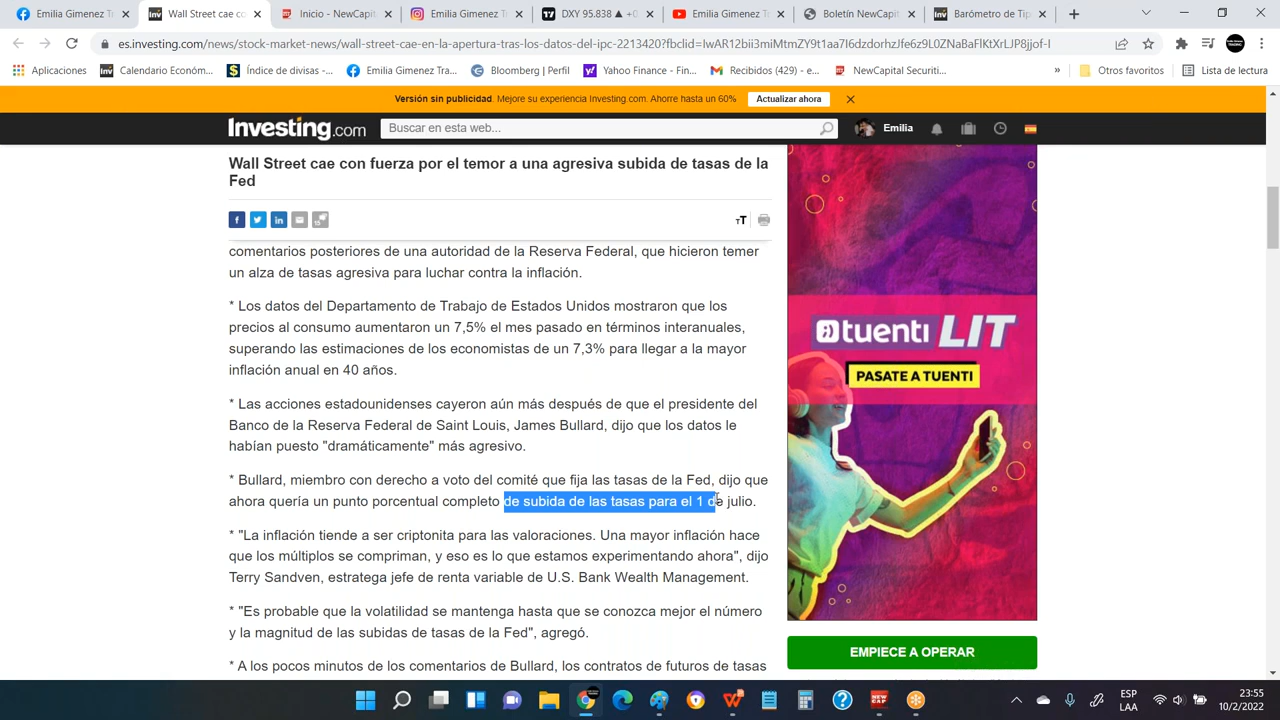 Emilia Gimenez T
Wall Street cae con
Inicio - NewCapit
Emilia Gimenez T
DXY 95.838 ▲ +0
Emilia Gimenez Te
Boletín NewCapit
Barómetro de Tip
es.investing.com/news/stock-market-news/wall-street-cae-en-la-apertura-tras-los-datos-del-ipc-2213420?fbclid=IwAR12bii3miMtmZY9t1aa7I6dzdorhzJfe6z9L0ZNaB=FlKtXrLJP8jjof-I
Aplicaciones
Calendario Económ...
Índice de divisas -...
Emilia Gimenez Tra...
Bloomberg | Perfil
Yahoo Finance - Fin...
Recibidos (429) - e...
NewCapital Securiti...
»
Otros favoritos
Lista de lectura
Versión sin publicidad. Mejore su experiencia Investing.com. Ahorre hasta un 60%
Actualizar ahora
Investing.com
Buscar en esta web...
Emilia
Wall Street cae con fuerza por el temor a una agresiva subida de tasas de la
Fed
comentarios posteriores de una autoridad de la Reserva Federal, que hicieron temer
un alza de tasas agresiva para luchar contra la inflación.
* Los datos del Departamento de Trabajo de Estados Unidos mostraron que los
precios al consumo aumentaron un 7,5% el mes pasado en términos interanuales,
superando las estimaciones de los economistas de un 7,3% para llegar a la mayor
inflación anual en 40 años.
* Las acciones estadounidenses cayeron aún más después de que el presidente del
Banco de la Reserva Federal de Saint Louis, James Bullard, dijo que los datos le
habían puesto "dramáticamente" más agresivo.
* Bullard, miembro con derecho a voto del comité que fija las tasas de la Fed, dijo que
ahora quería un punto porcentual completo de subida de las tasas para el 1 de julio.
* "La inflación tiende a ser criptonita para las valoraciones. Una mayor inflación hace
que los múltiplos se compriman, y eso es lo que estamos experimentando ahora", dijo
Terry Sandven, estratega jefe de renta variable de U.S. Bank Wealth Management.
* "Es probable que la volatilidad se mantenga hasta que se conozca mejor el número
y la magnitud de las subidas de tasas de la Fed", agregó.
* A los pocos minutos de los comentarios de Bullard, los contratos de futuros de tasas
tuenti LIT
PASATE A TUENTI
EMPIECE A OPERAR
ESP
LAA
23:55
10/2/2022